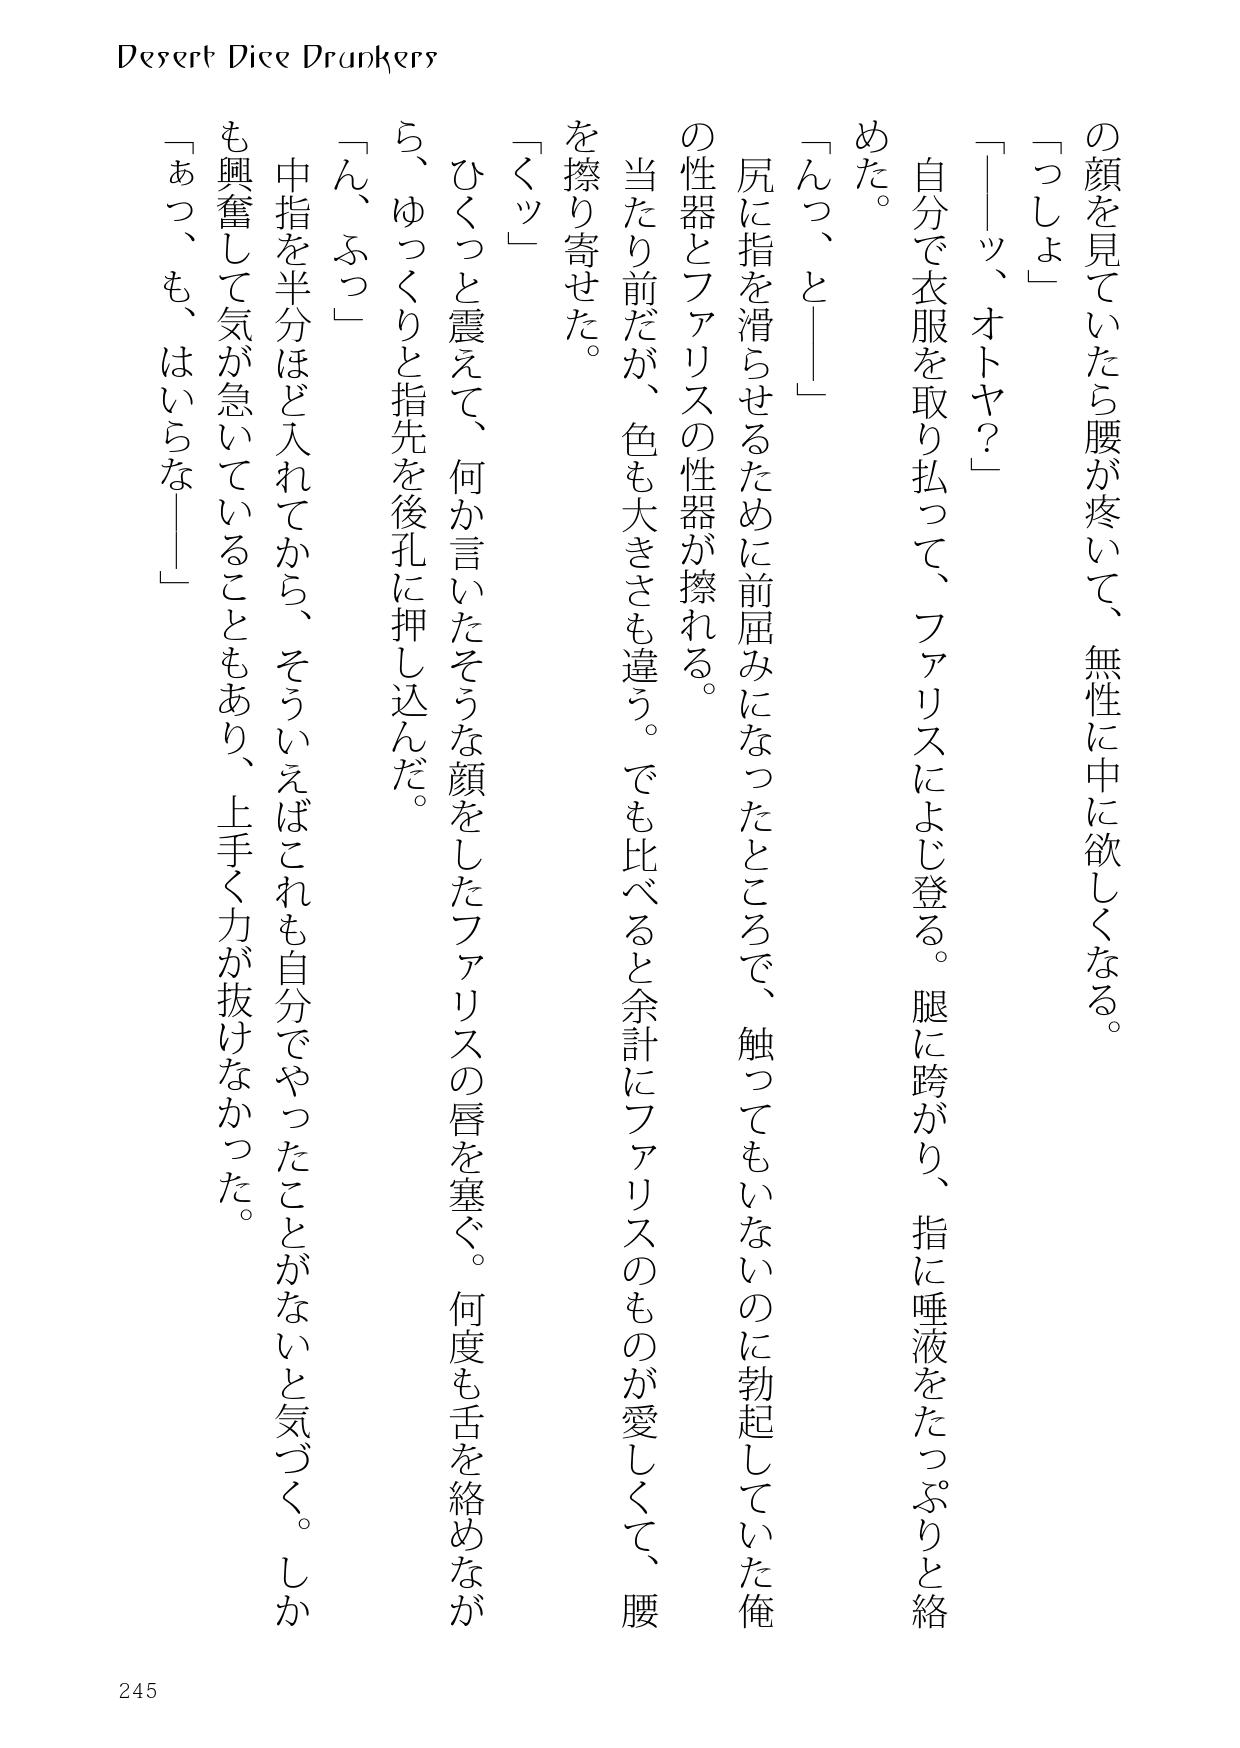 Desert Dice Drunkers
の顔を見ていたら腰が疼いて、無性に中に欲しくなる。
「っしょ」
「――ッ、オトヤ？」
自分で衣服を取り払って、ファリスによじ登る。腿に跨がり、指に唾液をたっぷりと絡
めた。
「んっ、と――」
尻に指を滑らせるために前屈みになったところで、触ってもいないのに勃起していた俺
の性器とファリスの性器が擦れる。
当たり前だが、色も大きさも違う。でも比べると余計にファリスのものが愛しくて、腰
を擦り寄せた。
「くッ」
ひくっと震えて、何か言いたそうな顔をしたファリスの唇を塞ぐ。何度も舌を絡めなが
ら、ゆっくりと指先を後孔に押し込んだ。
「ん、ふっ」
中指を半分ほど入れてから、そういえばこれも自分でやったことがないと気づく。しか
も興奮して気が急いていることもあり、上手く力が抜けなかった。
「ぁっ、も、はいらな――」
245